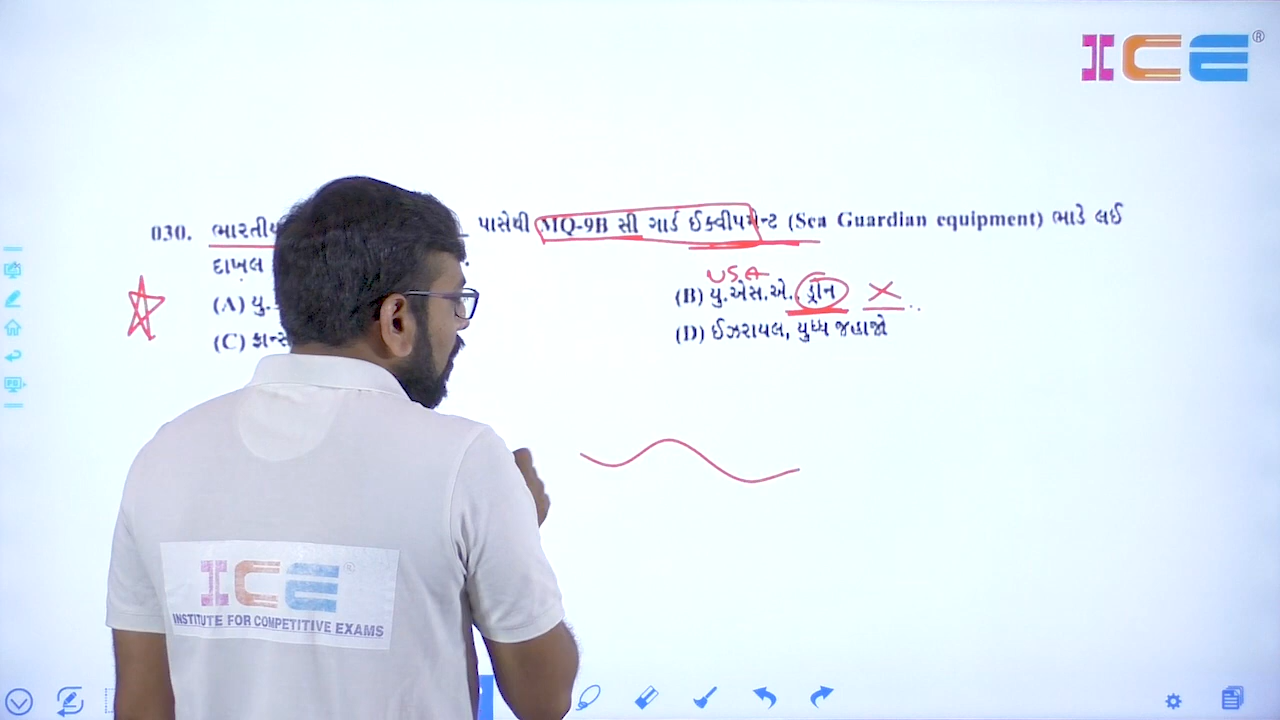 ICE®
030. ભારતીય પાસેથી MQ-9B સી ગાર્ડ ઈક્વીપમેન્ટ (Sea Guardian equipment) ભાડે લઈ
દાખલ
USA
(A) યુ. (B) યુ.એસ.એ. ડ્રોન
(C) ફ્રાન્સ (D) ઈઝરાયલ, યુધ્ધ જહાજો
ICE®
INSTITUTE FOR COMPETITIVE EXAMS